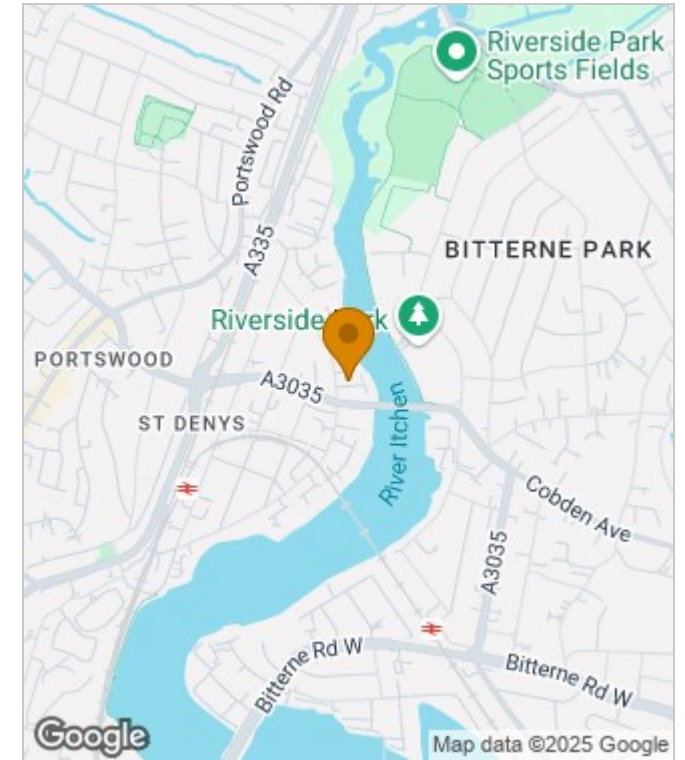 Riverside Park
Sports Fields
Portswood Rd
A335
BITTERNE PARK
Riverside
PORTSWOOD
A3035
ST DENYS
River Itchen
Cobden Ave
A3035
Bitterne Rd W
Bitterne Rd W
Google
Map data ©2025 Google